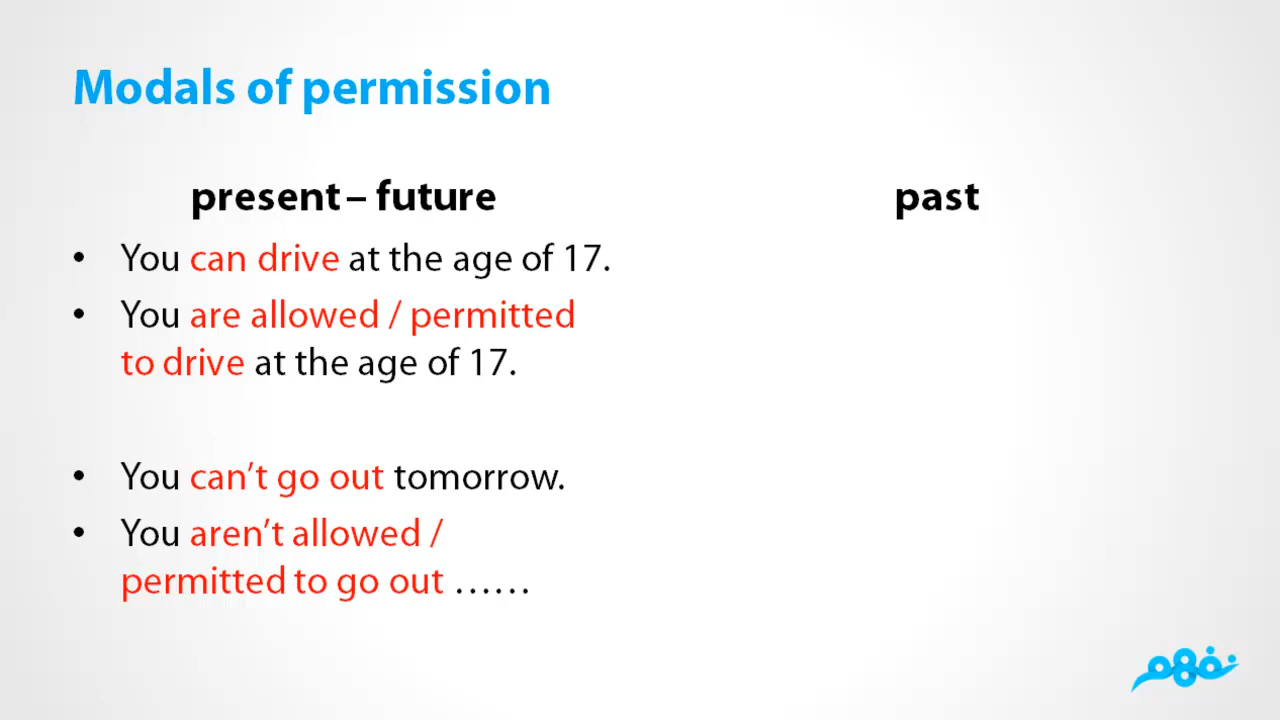 Modals of permission
present – future
past
• You can drive at the age of 17.
• You are allowed / permitted
to drive at the age of 17.
• You can’t go out tomorrow.
• You aren’t allowed /
permitted to go out ……
نفهم